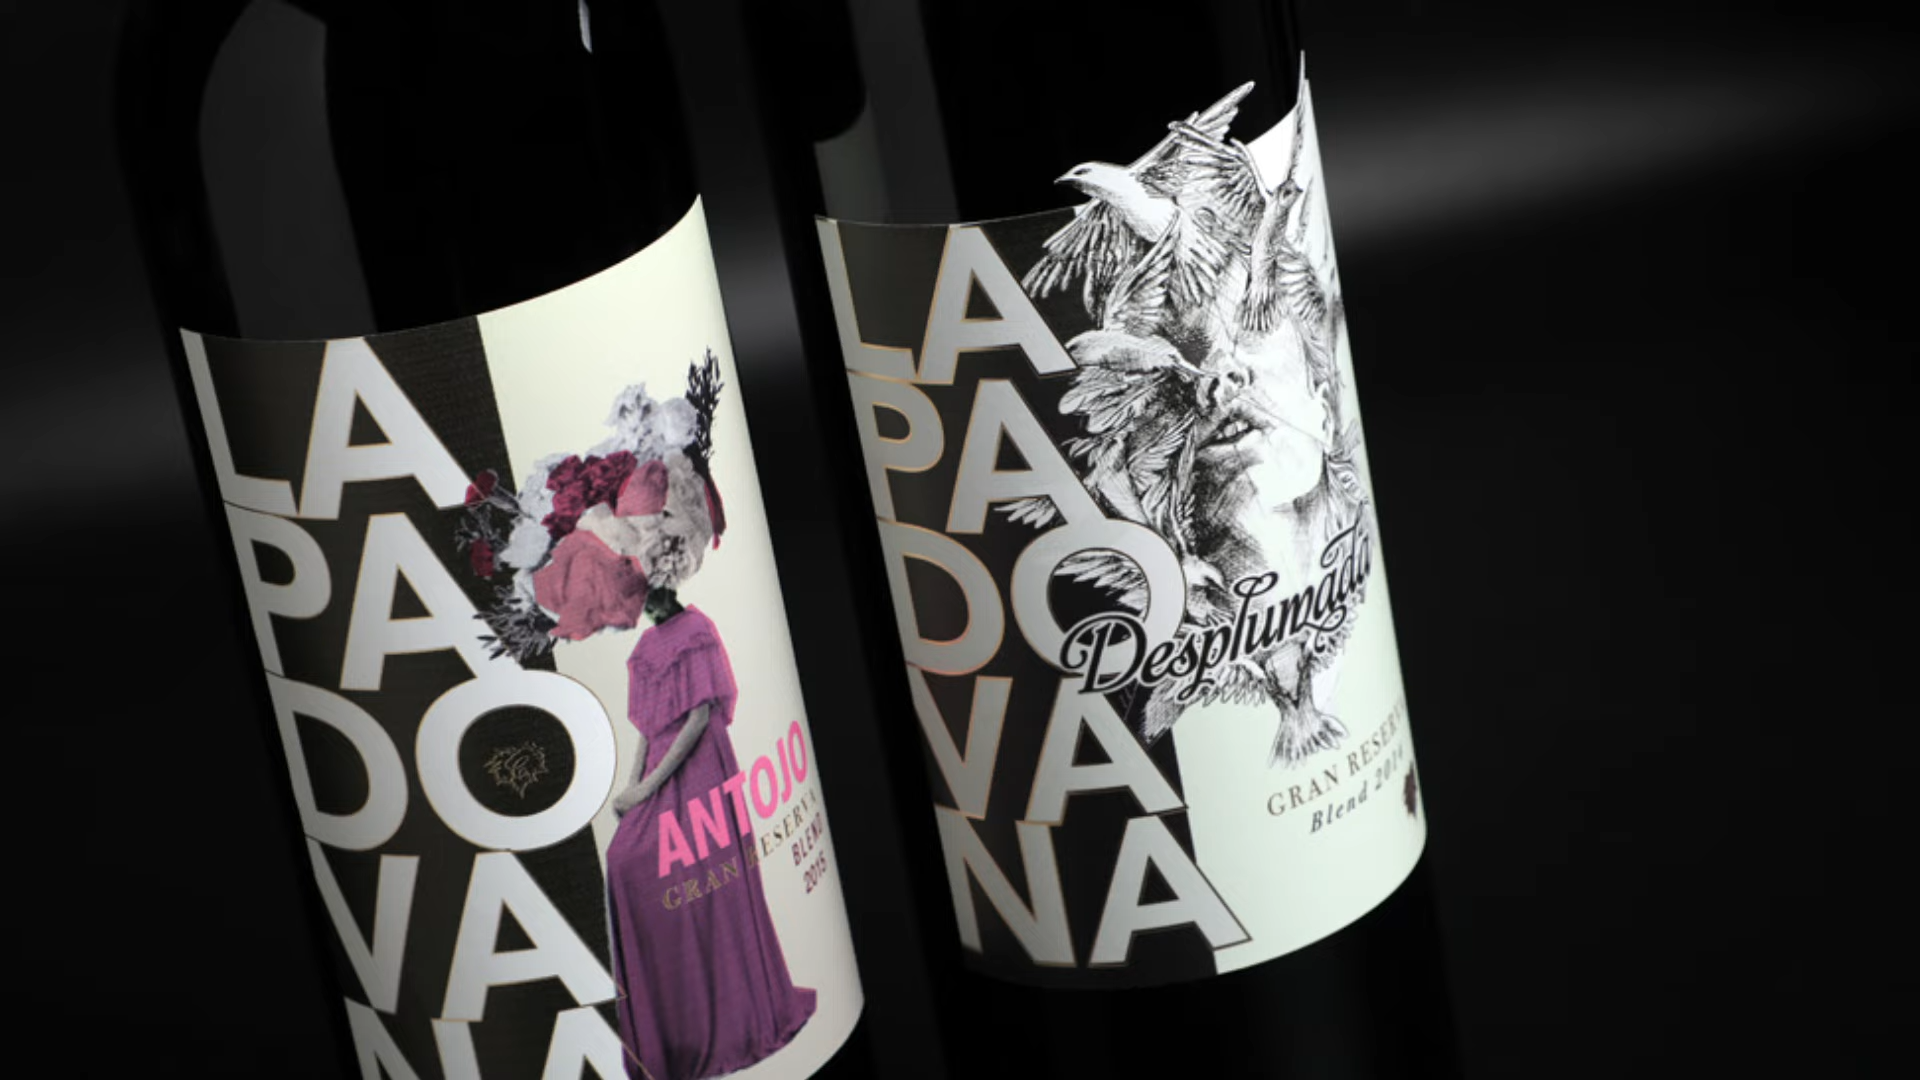 LA
PA
DO
VA
NA
ANTOJO
GRAN RESERVA
BLEND
2015
LA
PA
DO
VA
NA
Desplumada
GRAN RESERVA
Blend